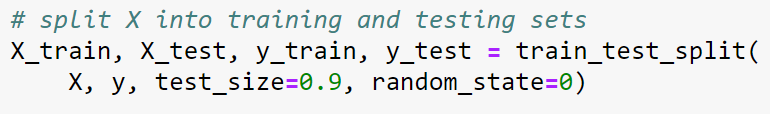 # split X into training and testing sets
X_train, X_test, y_train, y_test = train_test_split(
    X, y, test_size=0.9, random_state=0)